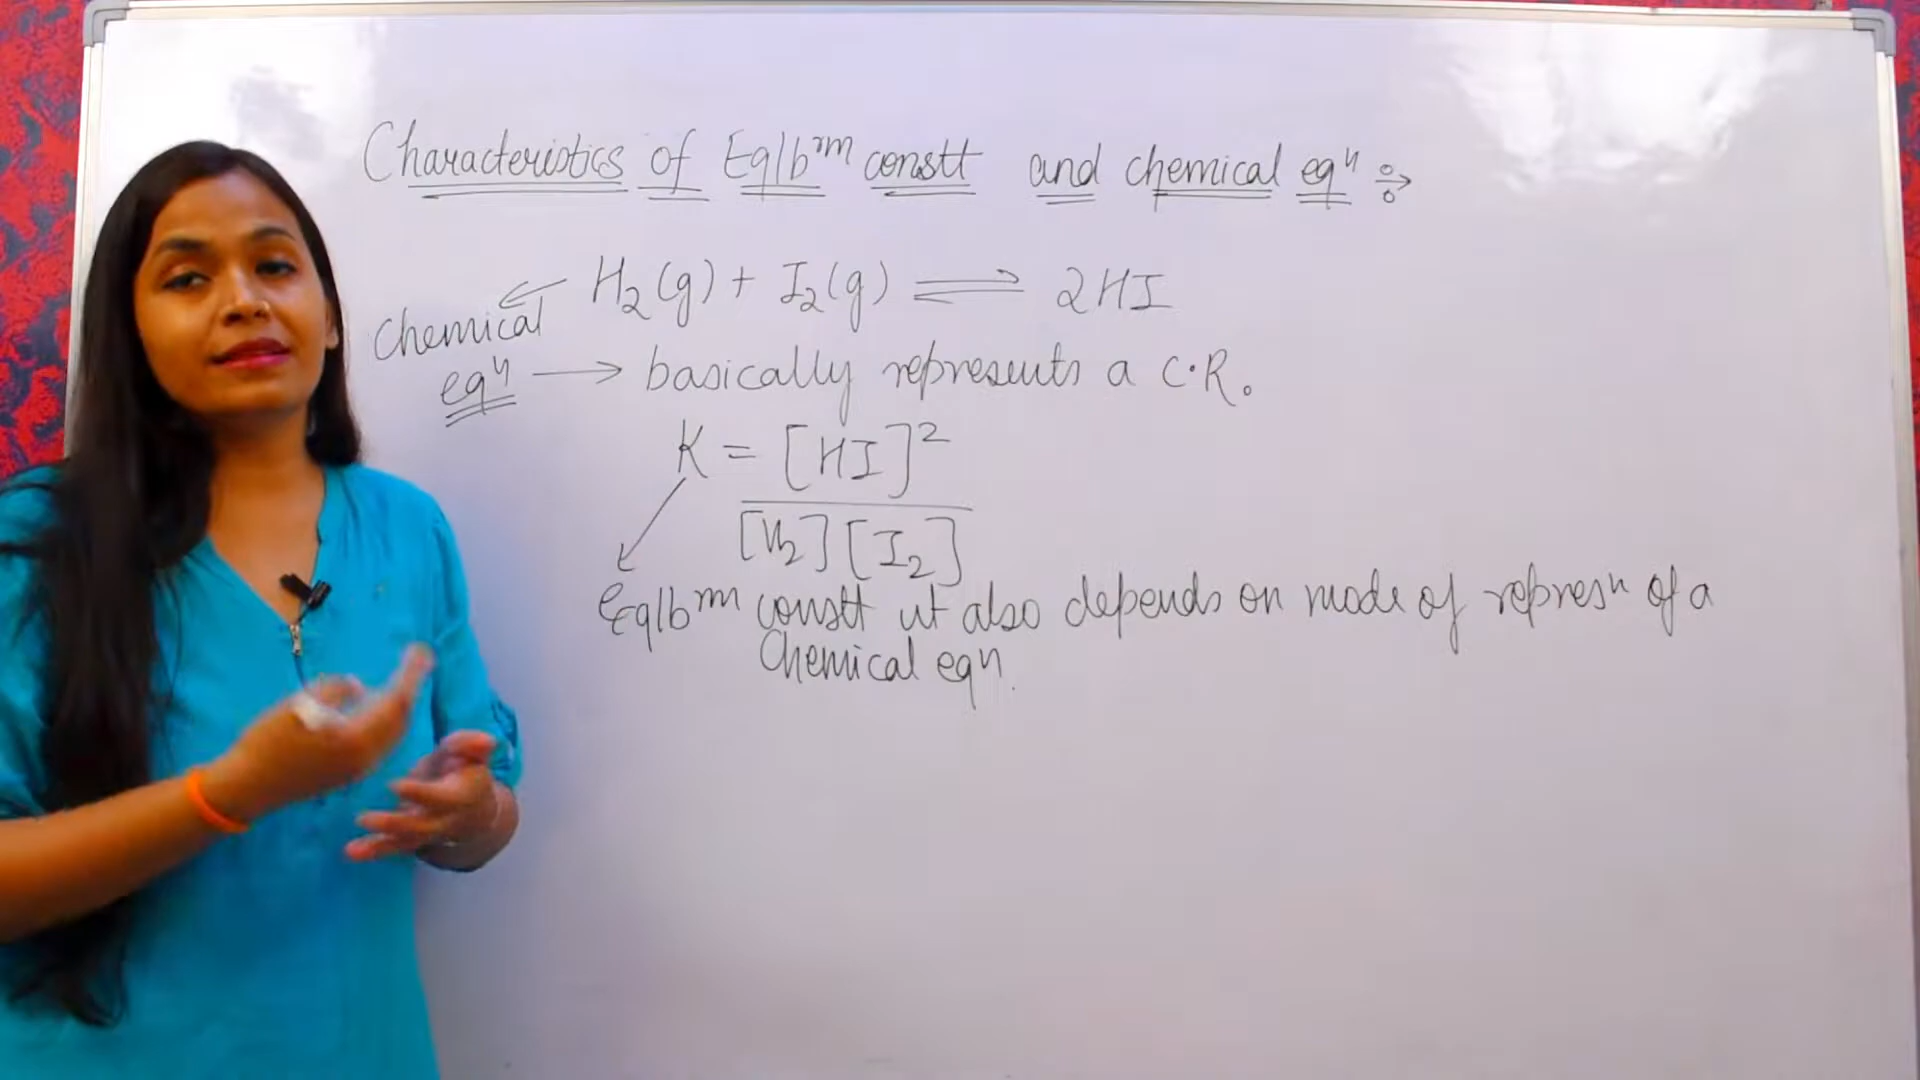 Characteristics of Eqlbrm constt and chemical eqn :→
← H2(g) + I2(g) ⇌ 2HI
Chemical
eqn → basically represents a C.R.
K = [HI]2
[H2] [I2]
Eqlbrm constt it also depends on mode of represn of a
Chemical eqn.